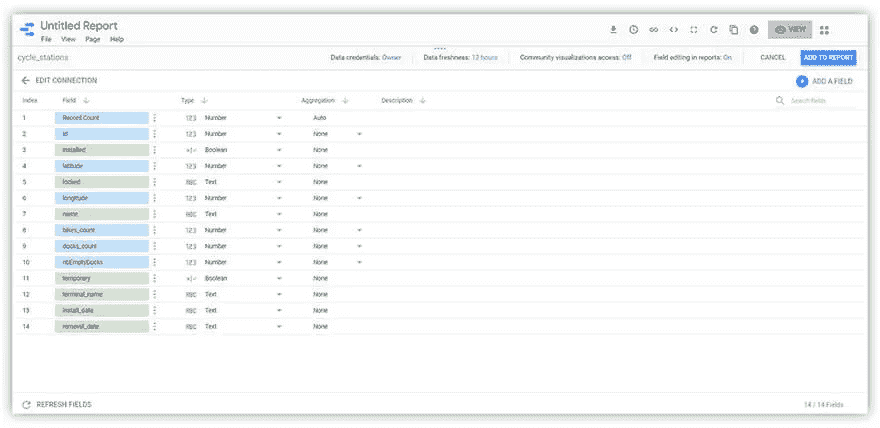 Untitled Report
File View Page Help
VIEW
cycle_stations
Data credentials: Owner Data freshness: 12 hours Community visualizations access: Off Field editing in reports: On CANCEL ADD TO REPORT
EDIT CONNECTION
ADD A FIELD
Index Field Type Aggregation Description Search fields
1 Record Count 123 Number Auto
2 id 123 Number None
3 installed Boolean None
4 latitude 123 Number None
5 locked RBC Text None
6 longitude 123 Number None
7 name RBC Text None
8 bikes_count 123 Number None
9 docks_count 123 Number None
10 nbEmptyDocks 123 Number None
11 temporary Boolean None
12 terminal_name RBC Text None
13 install_date RBC Text None
14 removal_date RBC Text None
REFRESH FIELDS
14 / 14 Fields